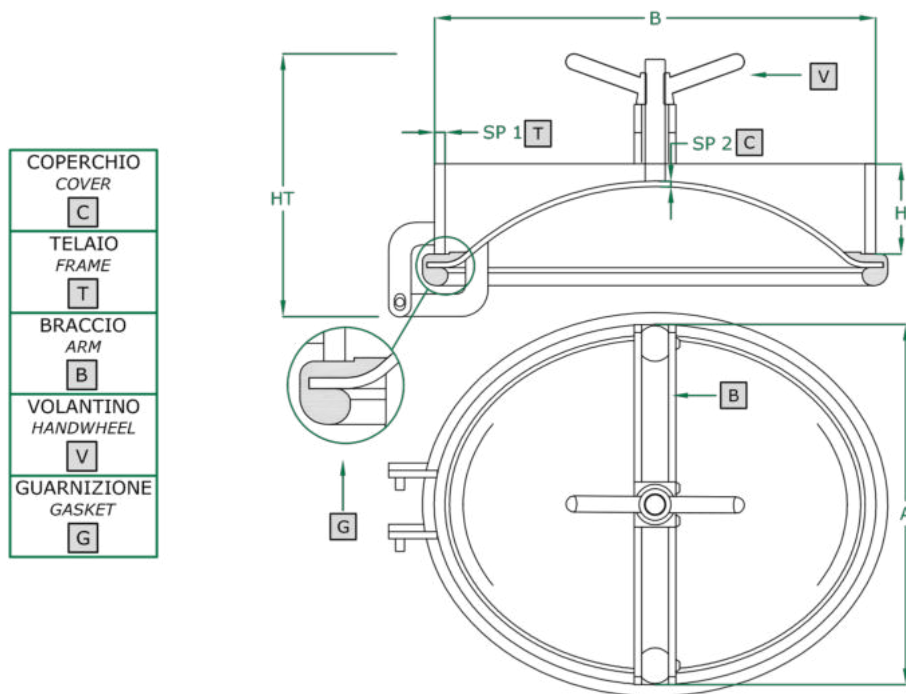 COPERCHIO
COVER
C
TELAIO
FRAME
T
BRACCIO
ARM
B
VOLANTINO
HANDWHEEL
V
GUARNIZIONE
GASKET
G
B
V
SP 1 T
SP 2 C
HT
H
B
A
G